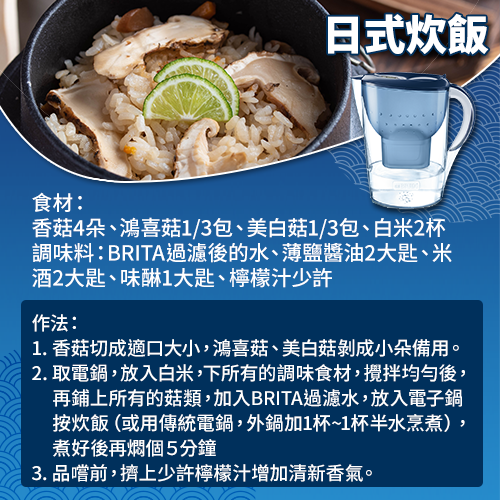 日式炊飯
食材：
香菇4朵、鴻喜菇1/3包、美白菇1/3包、白米2杯
調味料：BRITA過濾後的水、薄鹽醬油2大匙、米
酒2大匙、味醂1大匙、檸檬汁少許
作法：
1. 香菇切成適口大小，鴻喜菇、美白菇剝成小朵備用。
2. 取電鍋，放入白米，下所有的調味食材，攪拌均勻後，
再鋪上所有的菇類，加入BRITA過濾水，放入電子鍋
按炊飯（或用傳統電鍋，外鍋加1杯~1杯半水烹煮），
煮好後再燜個５分鐘
3. 品嚐前，擠上少許檸檬汁增加清新香氣。